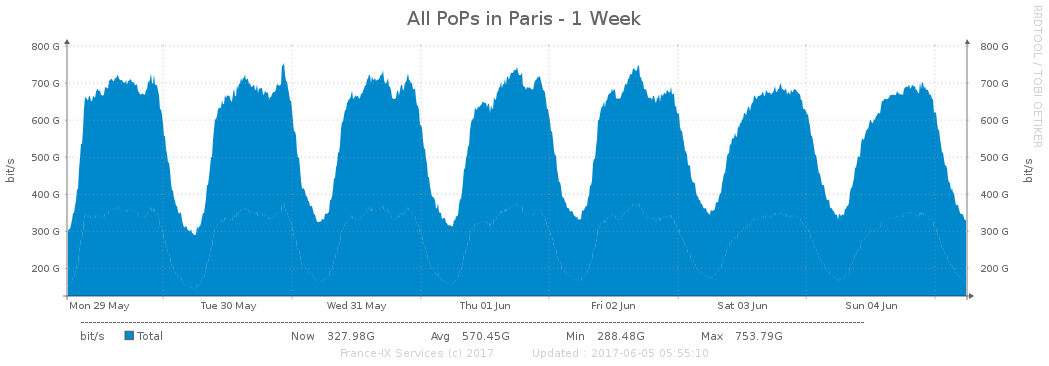 All PoPs in Paris - 1 Week
RRDTOOL / TOBI OETIKER
800 G 800 G
700 G 700 G
600 G 600 G
500 G 500 G
400 G 400 G
300 G 300 G
200 G 200 G
bit/s bit/s
Mon 29 May Tue 30 May Wed 31 May Thu 01 Jun Fri 02 Jun Sat 03 Jun Sun 04 Jun
bit/s Total Now 327.98G Avg 570.45G Min 288.48G Max 753.79G
France-IX Services (c) 2017 Updated : 2017-06-05 05:55:10